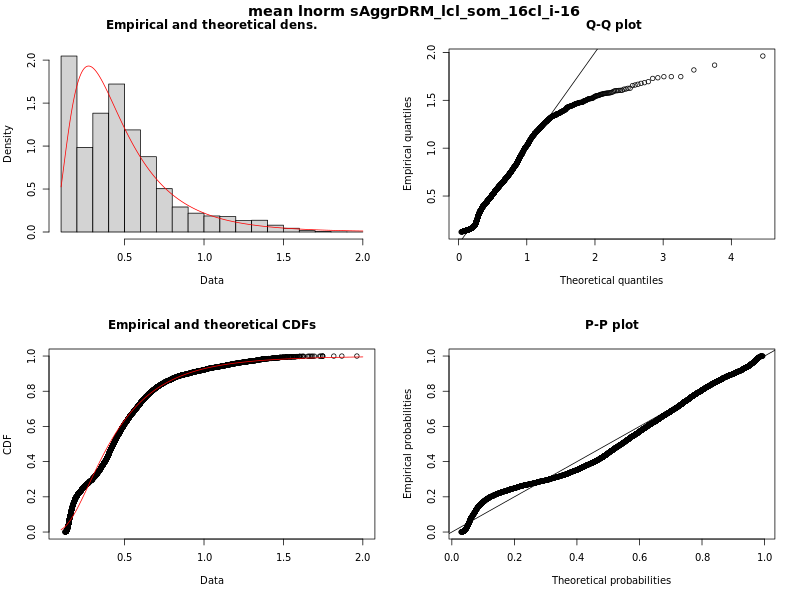 mean lnorm sAggrDRM_lcl_som_16cl_i-16
Empirical and theoretical dens.
Density
0.0 0.5 1.0 1.5 2.0
0.5 1.0 1.5 2.0
Data
Q-Q plot
Empirical quantiles
0.5 1.0 1.5 2.0
0 1 2 3 4
Theoretical quantiles
Empirical and theoretical CDFs
CDF
0.0 0.2 0.4 0.6 0.8 1.0
0.5 1.0 1.5 2.0
Data
P-P plot
Empirical probabilities
0.0 0.2 0.4 0.6 0.8 1.0
0.0 0.2 0.4 0.6 0.8 1.0
Theoretical probabilities